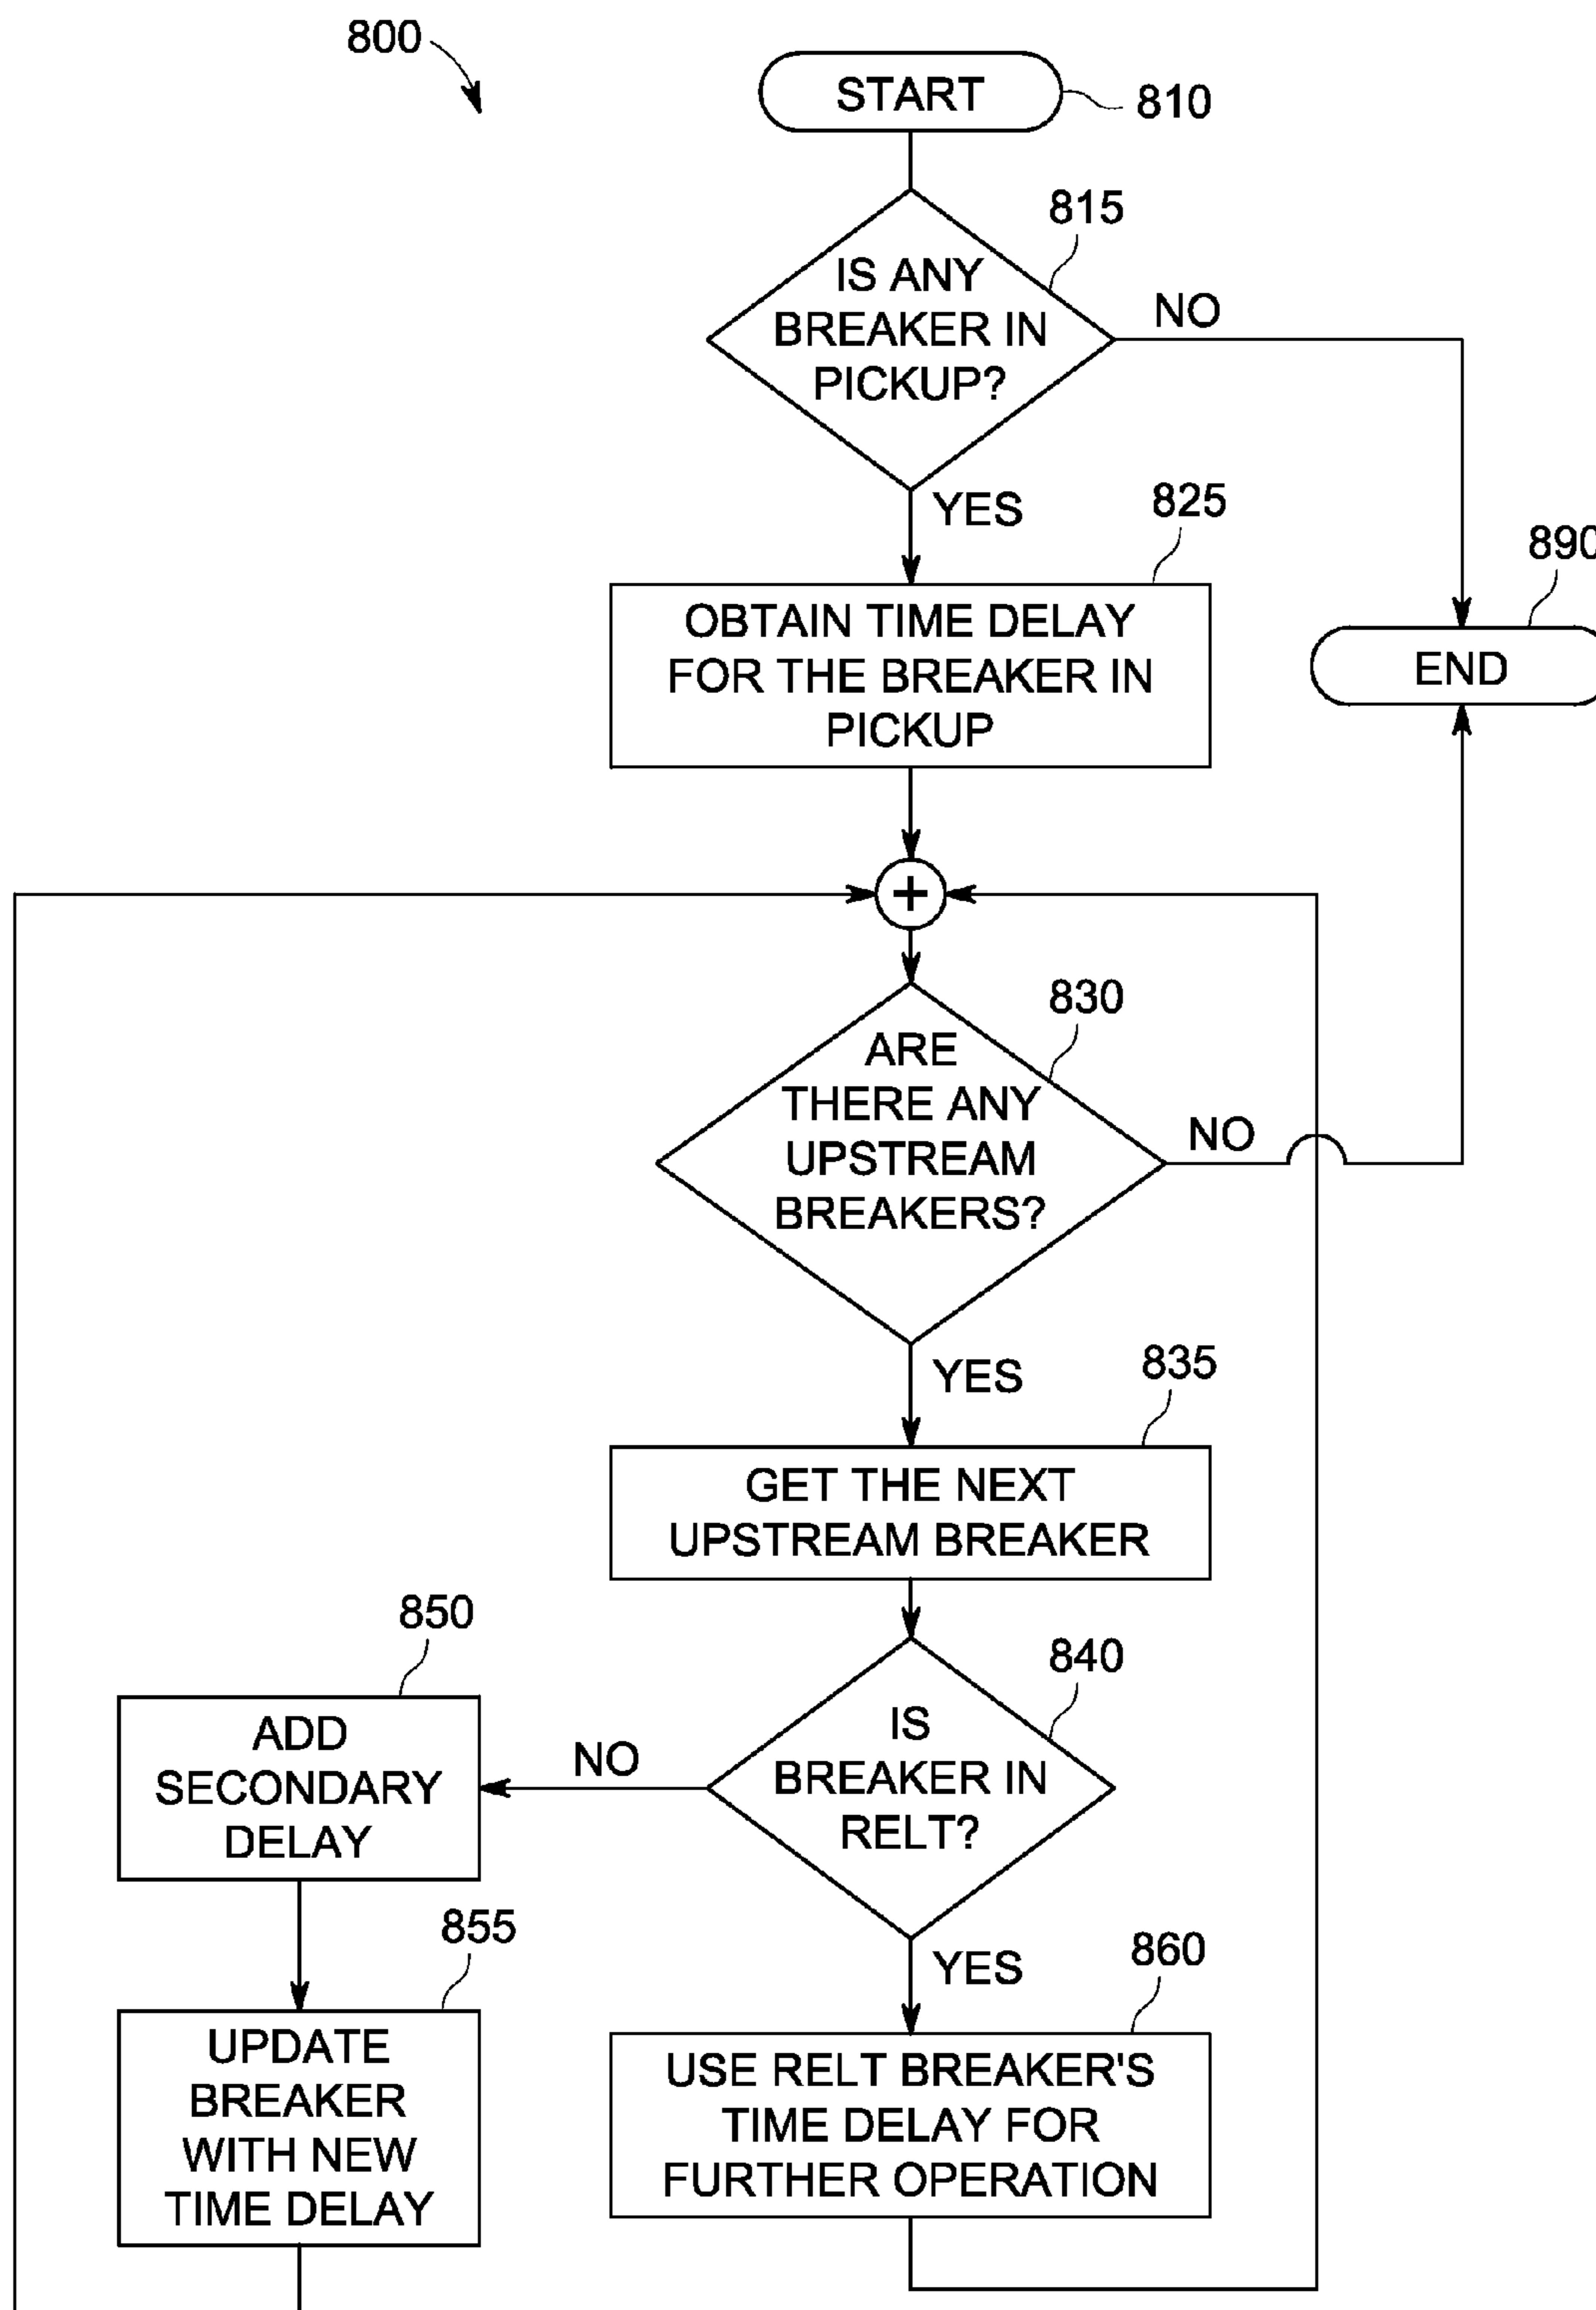 800
START
810
815
IS ANY
BREAKER IN
PICKUP?
NO
YES
825
OBTAIN TIME DELAY
FOR THE BREAKER IN
PICKUP
890
END
+
830
ARE
THERE ANY
UPSTREAM
BREAKERS?
NO
YES
835
GET THE NEXT
UPSTREAM BREAKER
840
IS
BREAKER IN
RELT?
NO
850
ADD
SECONDARY
DELAY
855
UPDATE
BREAKER
WITH NEW
TIME DELAY
YES
860
USE RELT BREAKER'S
TIME DELAY FOR
FURTHER OPERATION